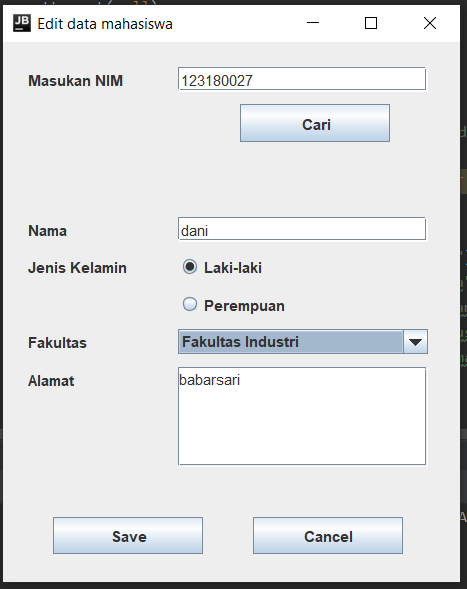 JB Edit data mahasiswa
Masukan NIM 123180027
Cari
Nama dani
Jenis Kelamin Laki-laki
Perempuan
Fakultas Fakultas Industri
Alamat babarsari
Save Cancel